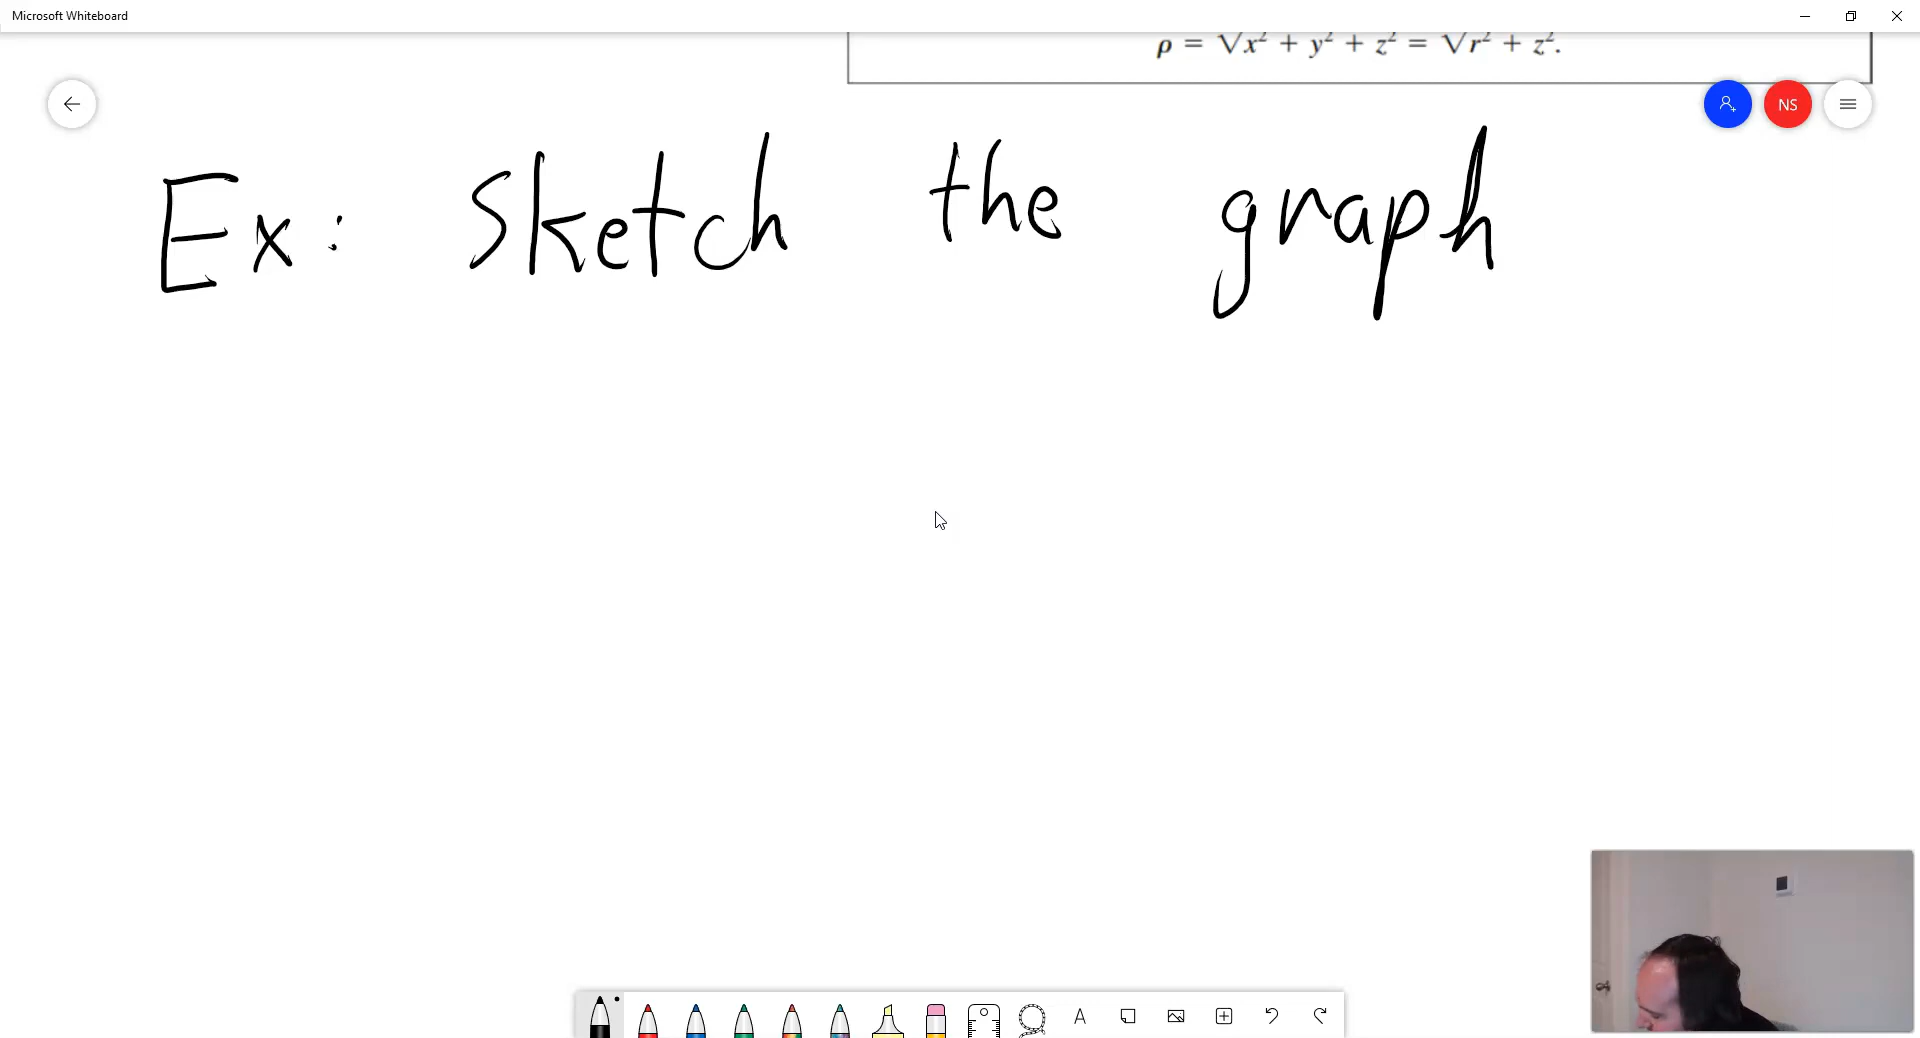 Microsoft Whiteboard
ρ = √x² + y² + z² = √r² + z².
NS
Ex: Sketch the graph
A